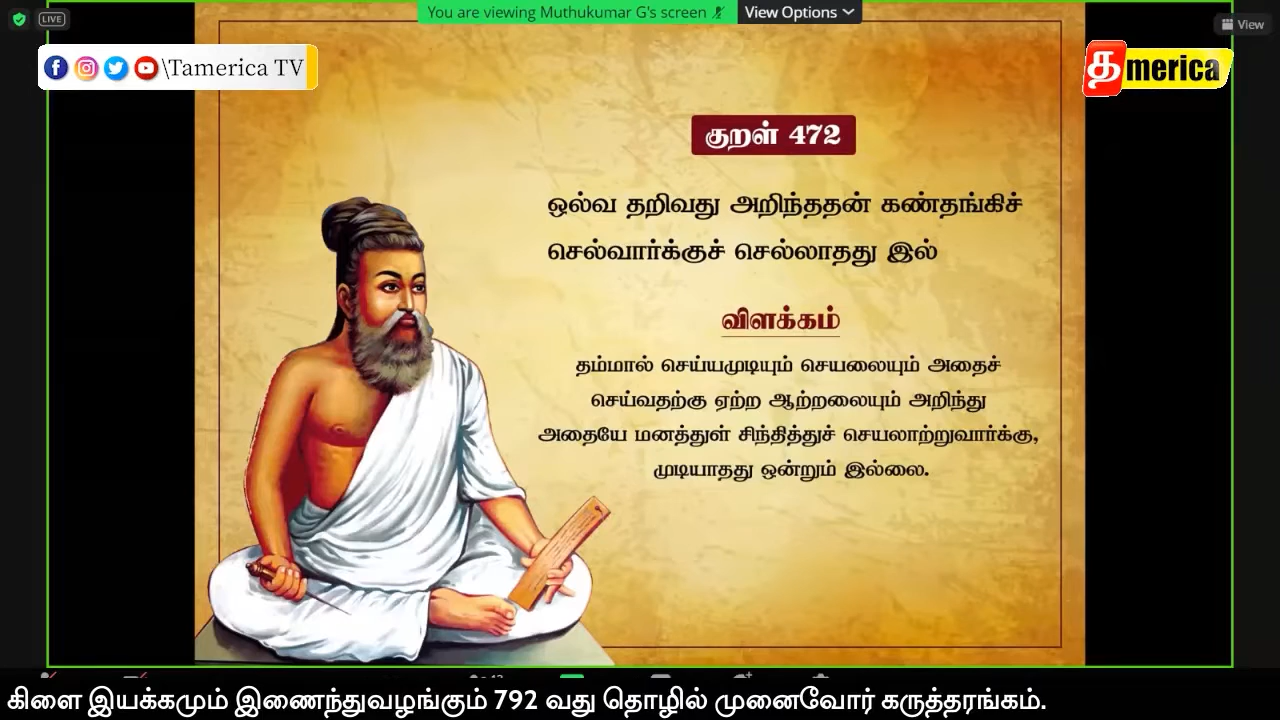 LIVE
You are viewing Muthukumar G's screen
View Options
View
\Tamerica TV
தmerica
குறள் 472
ஒல்வ தறிவது அறிந்ததன் கண்தங்கிச்
செல்வார்க்குச் செல்லாதது இல்
விளக்கம்
தம்மால் செய்யமுடியும் செயலையும் அதைச்
செய்வதற்கு ஏற்ற ஆற்றலையும் அறிந்து
அதையே மனத்துள் சிந்தித்துச் செயலாற்றுவார்க்கு,
முடியாதது ஒன்றும் இல்லை.
கிளை இயக்கமும் இணைந்துவழங்கும் 792 வது தொழில் முனைவோர் கருத்தரங்கம்.